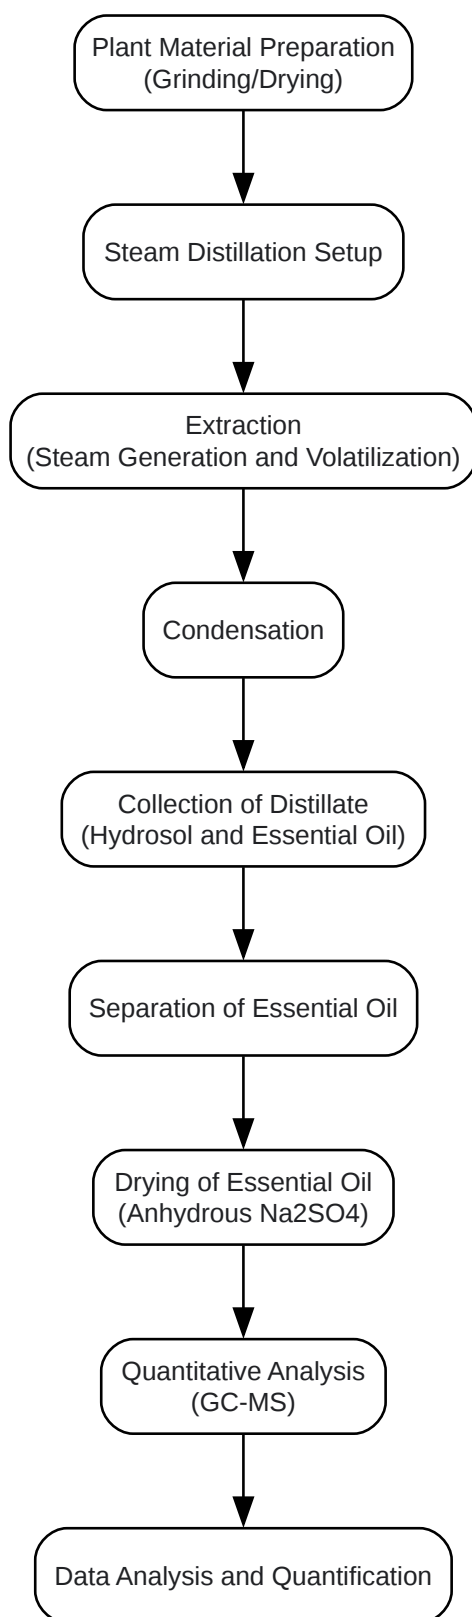 Plant Material Preparation
(Grinding/Drying)
Steam Distillation Setup
Extraction
(Steam Generation and Volatilization)
Condensation
Collection of Distillate
(Hydrosol and Essential Oil)
Separation of Essential Oil
Drying of Essential Oil
(Anhydrous Na2SO4)
Quantitative Analysis
(GC-MS)
Data Analysis and Quantification